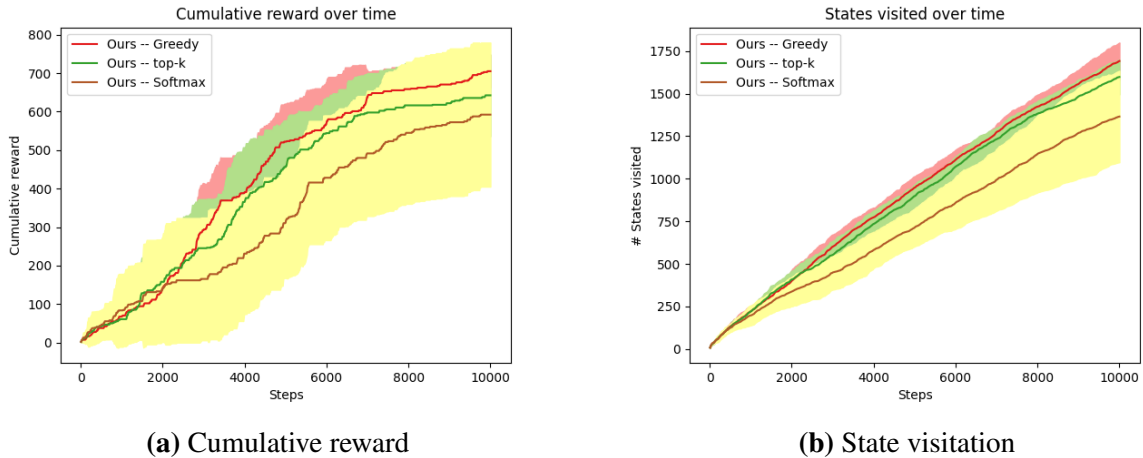 Cumulative reward over time
800
700
600
500
400
300
200
100
0
Cumulative reward
Ours -- Greedy
Ours -- top-k
Ours -- Softmax
0 2000 4000 6000 8000 10000
Steps
(a) Cumulative reward
States visited over time
1750
1500
1250
1000
750
500
250
0
# States visited
Ours -- Greedy
Ours -- top-k
Ours -- Softmax
0 2000 4000 6000 8000 10000
Steps
(b) State visitation